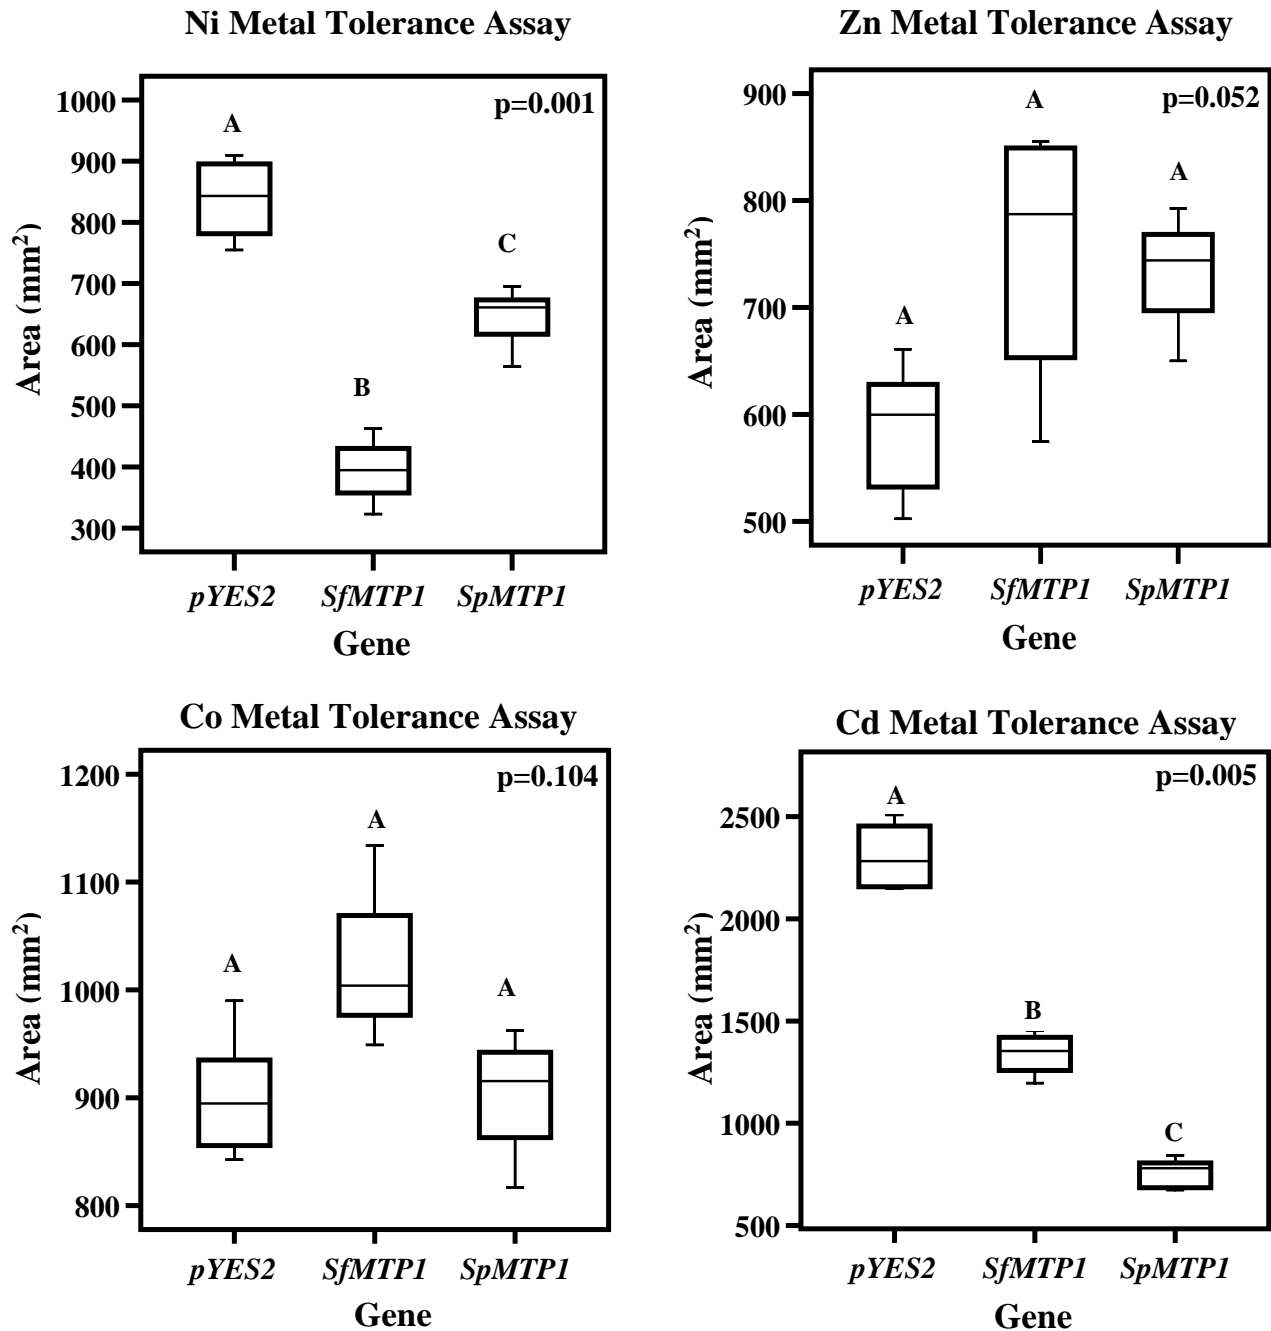 Ni Metal Tolerance Assay
p=0.001
1000
900
800
700
600
500
400
300
Area (mm²)
A
B
C
pYES2 SfMTP1 SpMTP1
Gene
Zn Metal Tolerance Assay
p=0.052
900
800
700
600
500
Area (mm²)
A
A
A
pYES2 SfMTP1 SpMTP1
Gene
Co Metal Tolerance Assay
p=0.104
1200
1100
1000
900
800
Area (mm²)
A
A
A
pYES2 SfMTP1 SpMTP1
Gene
Cd Metal Tolerance Assay
p=0.005
2500
2000
1500
1000
500
Area (mm²)
A
B
C
pYES2 SfMTP1 SpMTP1
Gene